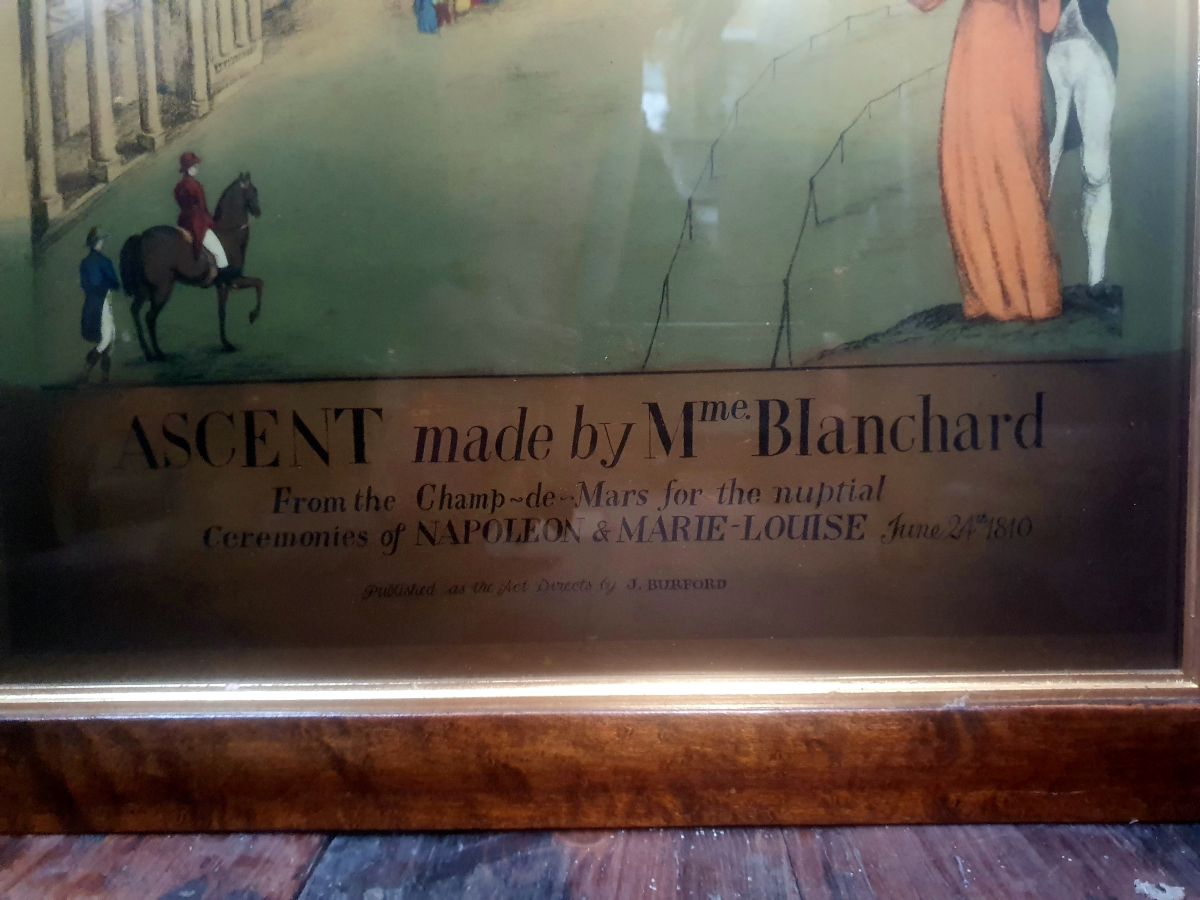 ASCENT made by Mme. Blanchard
From the Champ~de~Mars for the nuptial
Ceremonies of NAPOLEON & MARIE-LOUISE June 24th 1810
Published as the Act Directs by J. BURFORD